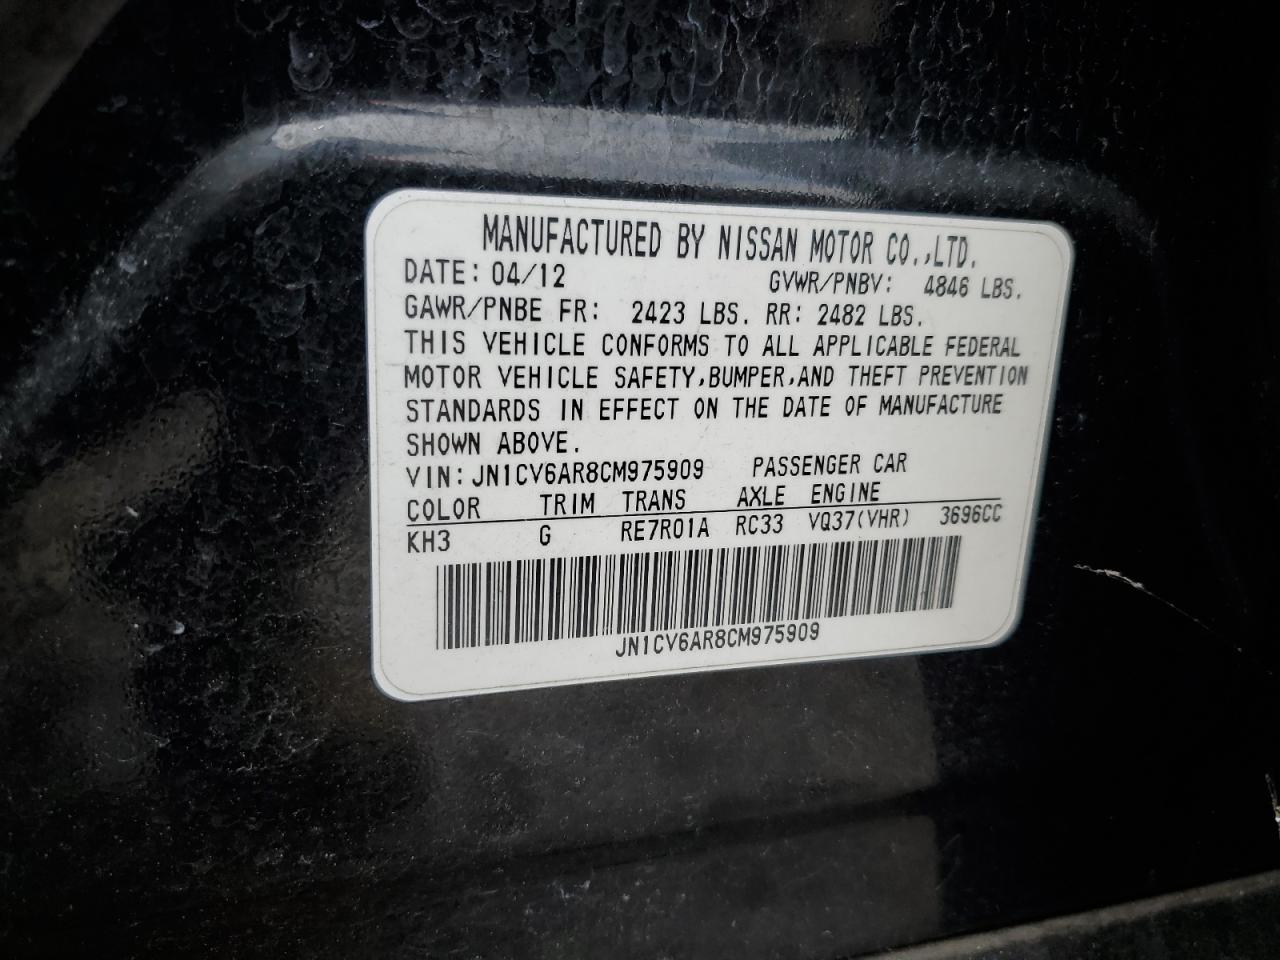 MANUFACTURED BY NISSAN MOTOR CO.,LTD.
DATE: 04/12 GVWR/PNBV: 4846 LBS.
GAWR/PNBE FR: 2423 LBS. RR: 2482 LBS.
THIS VEHICLE CONFORMS TO ALL APPLICABLE FEDERAL
MOTOR VEHICLE SAFETY,BUMPER,AND THEFT PREVENTION
STANDARDS IN EFFECT ON THE DATE OF MANUFACTURE
SHOWN ABOVE.
VIN:JN1CV6AR8CM975909 PASSENGER CAR
COLOR TRIM TRANS AXLE ENGINE
KH3 G RE7R01A RC33 VQ37(VHR) 3696CC
JN1CV6AR8CM975909